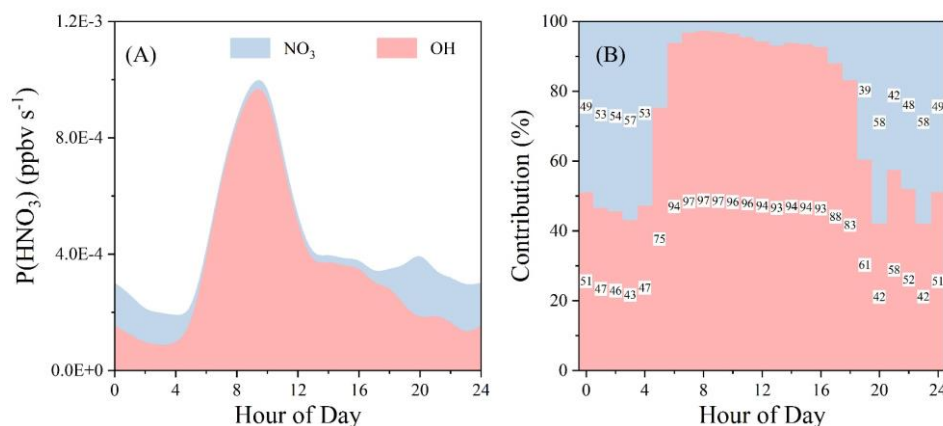 (A)
NO3
OH
P(HNO3) (ppbv s-1)
1.2E-3
8.0E-4
4.0E-4
0.0E+0
0 4 8 12 16 20 24
Hour of Day
(B)
Contribution (%)
100
80
60
40
20
0
49 53 54 57 53 39 58 42 48 58 49
51 47 46 43 47 75 94 97 98 97 96 96 94 93 94 94 93 88 83 61 42 58 52 42 51
0 4 8 12 16 20 24
Hour of Day